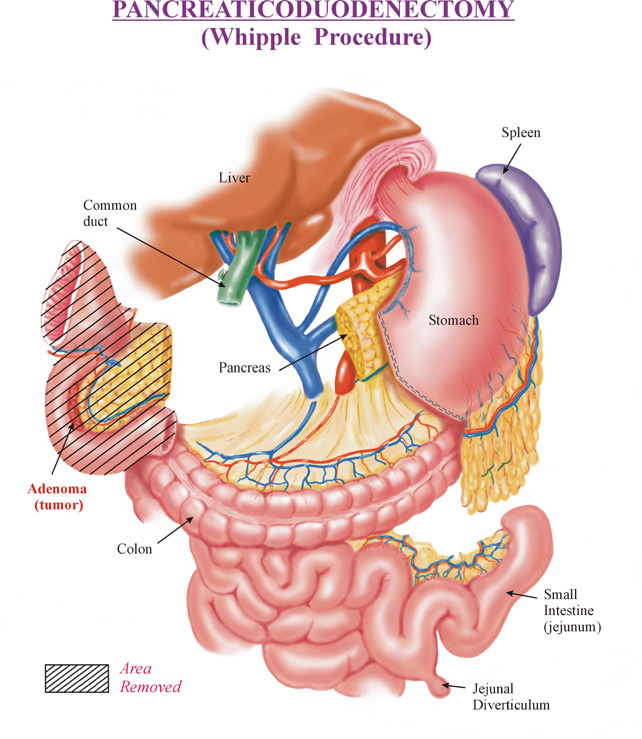 PANCREATICODUODENECTOMY
(Whipple Procedure)
Spleen
Liver
Common
duct
Stomach
Pancreas
Adenoma
(tumor)
Colon
Small
Intestine
(jejunum)
Area
Removed
Jejunal
Diverticulum